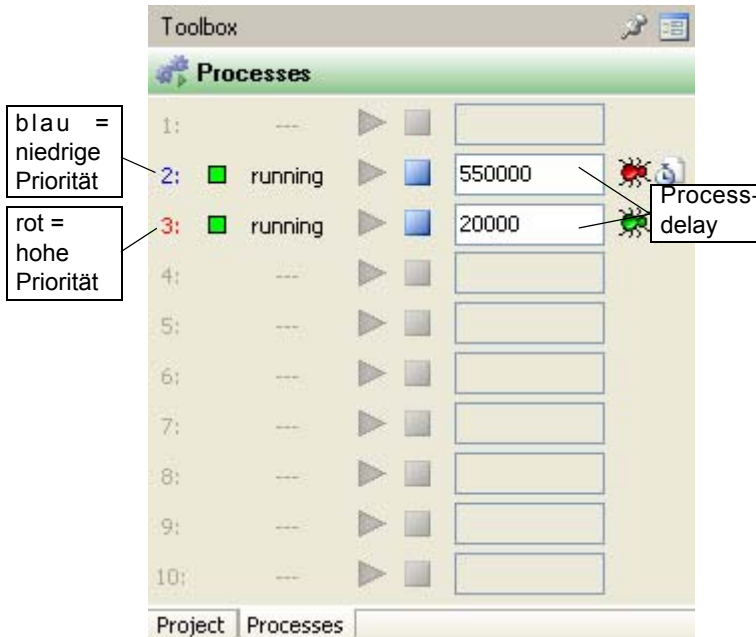 Toolbox
Processes
blau =
niedrige
Priorität
rot =
hohe
Priorität
1: ---
2: running 550000
3: running 20000
Process-
delay
4: ---
5: ---
6: ---
7: ---
8: ---
9: ---
10: ---
Project Processes